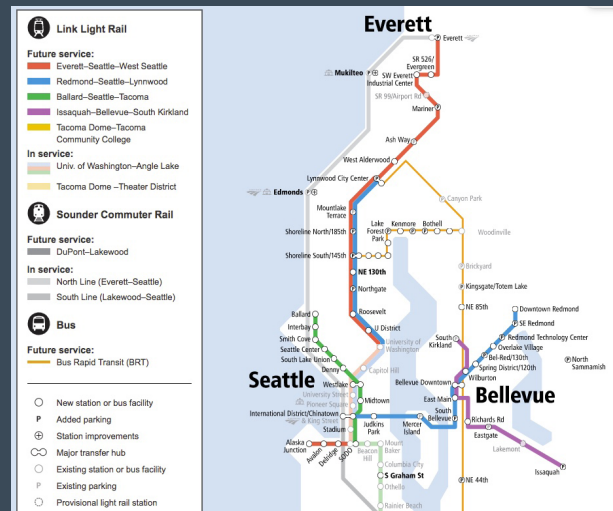 Link Light Rail
Future service:
Everett–Seattle–West Seattle
Redmond–Seattle–Lynnwood
Ballard–Seattle–Tacoma
Issaquah–Bellevue–South Kirkland
Tacoma Dome–Tacoma
Community College
In service:
Univ. of Washington–Angle Lake
Tacoma Dome –Theater District
Sounder Commuter Rail
Future service:
DuPont–Lakewood
In service:
North Line (Everett–Seattle)
South Line (Lakewood–Seattle)
Bus
Future service:
Bus Rapid Transit (BRT)
New station or bus facility
P Added parking
Station improvements
Major transfer hub
Existing station or bus facility
P Existing parking
Provisional light rail station
Everett
Everett
SR 526/
Evergreen
Mukilteo P
SW Everett
Industrial Center
SR 99/Airport Rd
Mariner P
Ash Way P
West Alderwood
Lynnwood City Center P
Edmonds P
Canyon Park
P
Mountlake
Terrace
Lake
Forest
Park
P
Kenmore
P
Bothell
P
Woodinville
Shoreline North/185th P
Shoreline South/145th P
Brickyard
P
NE 130th
Northgate
P
Kingsgate/Totem Lake
P
NE 85th
Roosevelt
U District
University of
Washington
Capitol Hill
Ballard
Interbay
Smith Cove
Seattle Center
South Lake Union
Denny
Seattle
Westlake
University Street
Pioneer Square
Midtown
International District/Chinatown
& King Street
Stadium
Judkins
Park
Mercer
Island
South
Bellevue P
Alaska
Junction
Avalon
Delridge
SODO
Beacon
Hill
Mount
Baker
Columbia City
S Graham St
Othello
Rainier Beach
South
Kirkland
P
Downtown Redmond
SE Redmond
P
Redmond Technology Center
P
Overlake Village
Bel-Red/130th
P
Spring District/120th
Wilburton
Bellevue Downtown
East Main
Bellevue
P North
Sammamish
Richards Rd
Eastgate
P
Lakemont
Issaquah P
NE 44th
P